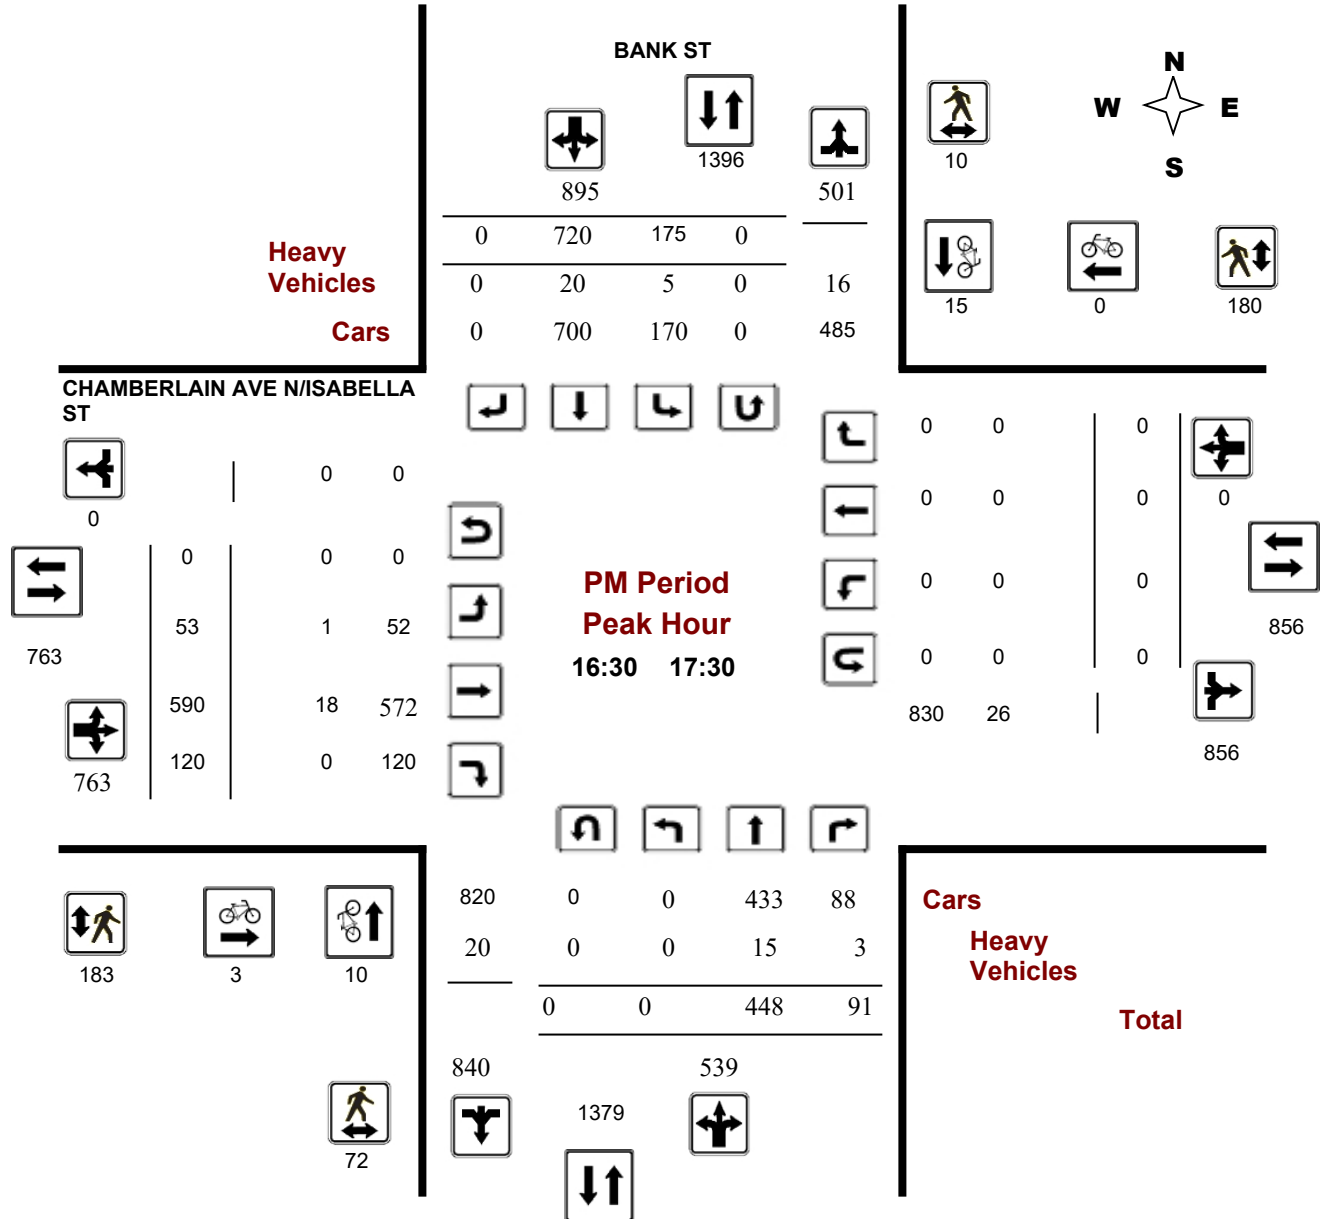 BANK ST
N
W E
S
1396
10
895 501
0 720 175 0
Heavy
Vehicles
0 20 5 0 16
Cars
0 700 170 0 485
15 0 180
CHAMBERLAIN AVE N/ISABELLA
ST
0 0 0
0 0
0 0 0 0
0
0 0 0
PM Period
Peak Hour
16:30 17:30
0 0 0
53 1 52
856
763
0 0 0
590 18 572
830 26
856
120 0 120
763
820 0 0 433 88
Cars
20 0 0 15 3
Heavy
Vehicles
183 3 10
0 0 448 91
Total
840 539
1379
72